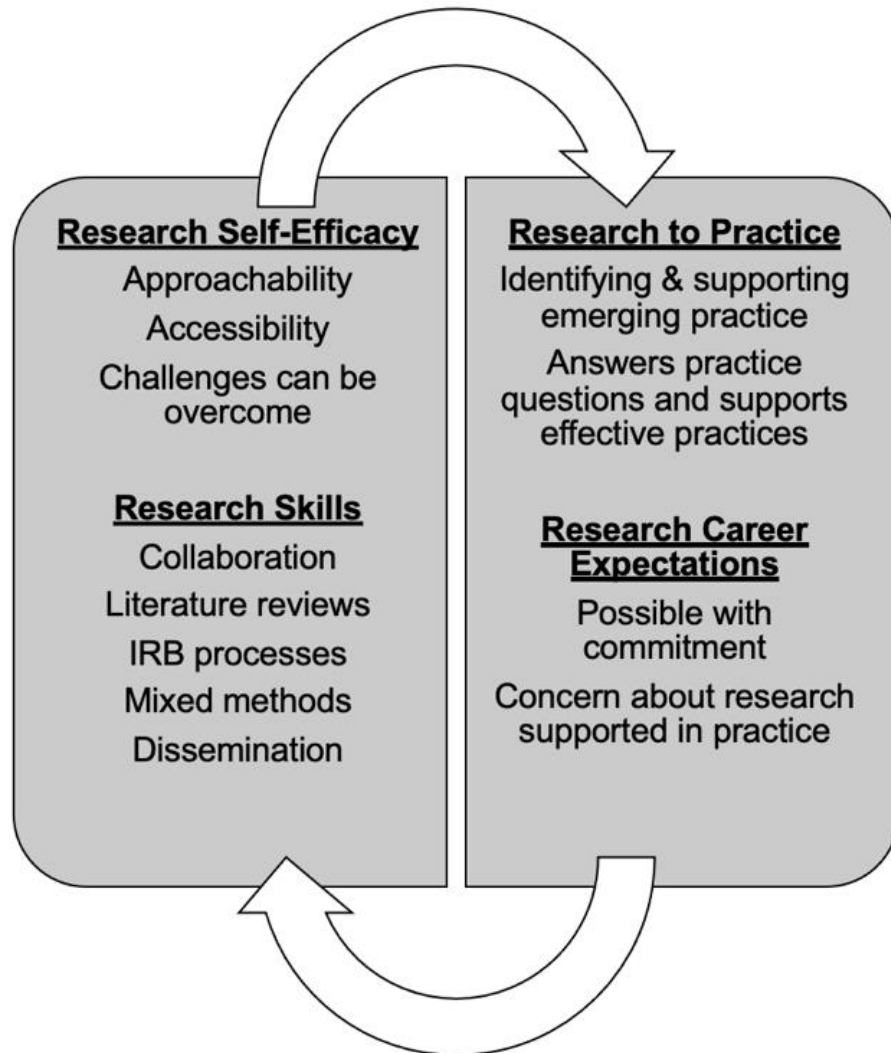 Research Self-Efficacy
Approachability
Accessibility
Challenges can be
overcome
Research Skills
Collaboration
Literature reviews
IRB processes
Mixed methods
Dissemination
Research to Practice
Identifying & supporting
emerging practice
Answers practice
questions and supports
effective practices
Research Career
Expectations
Possible with
commitment
Concern about research
supported in practice